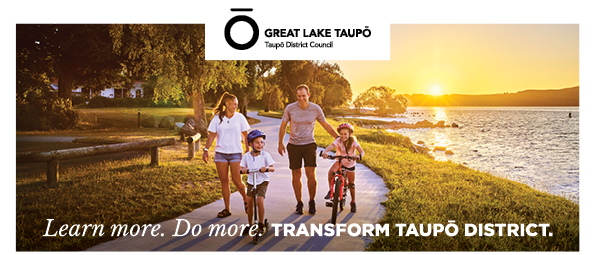 GREAT LAKE TAUPŌ
Taupō District Council
Learn more. Do more. TRANSFORM TAUPŌ DISTRICT.